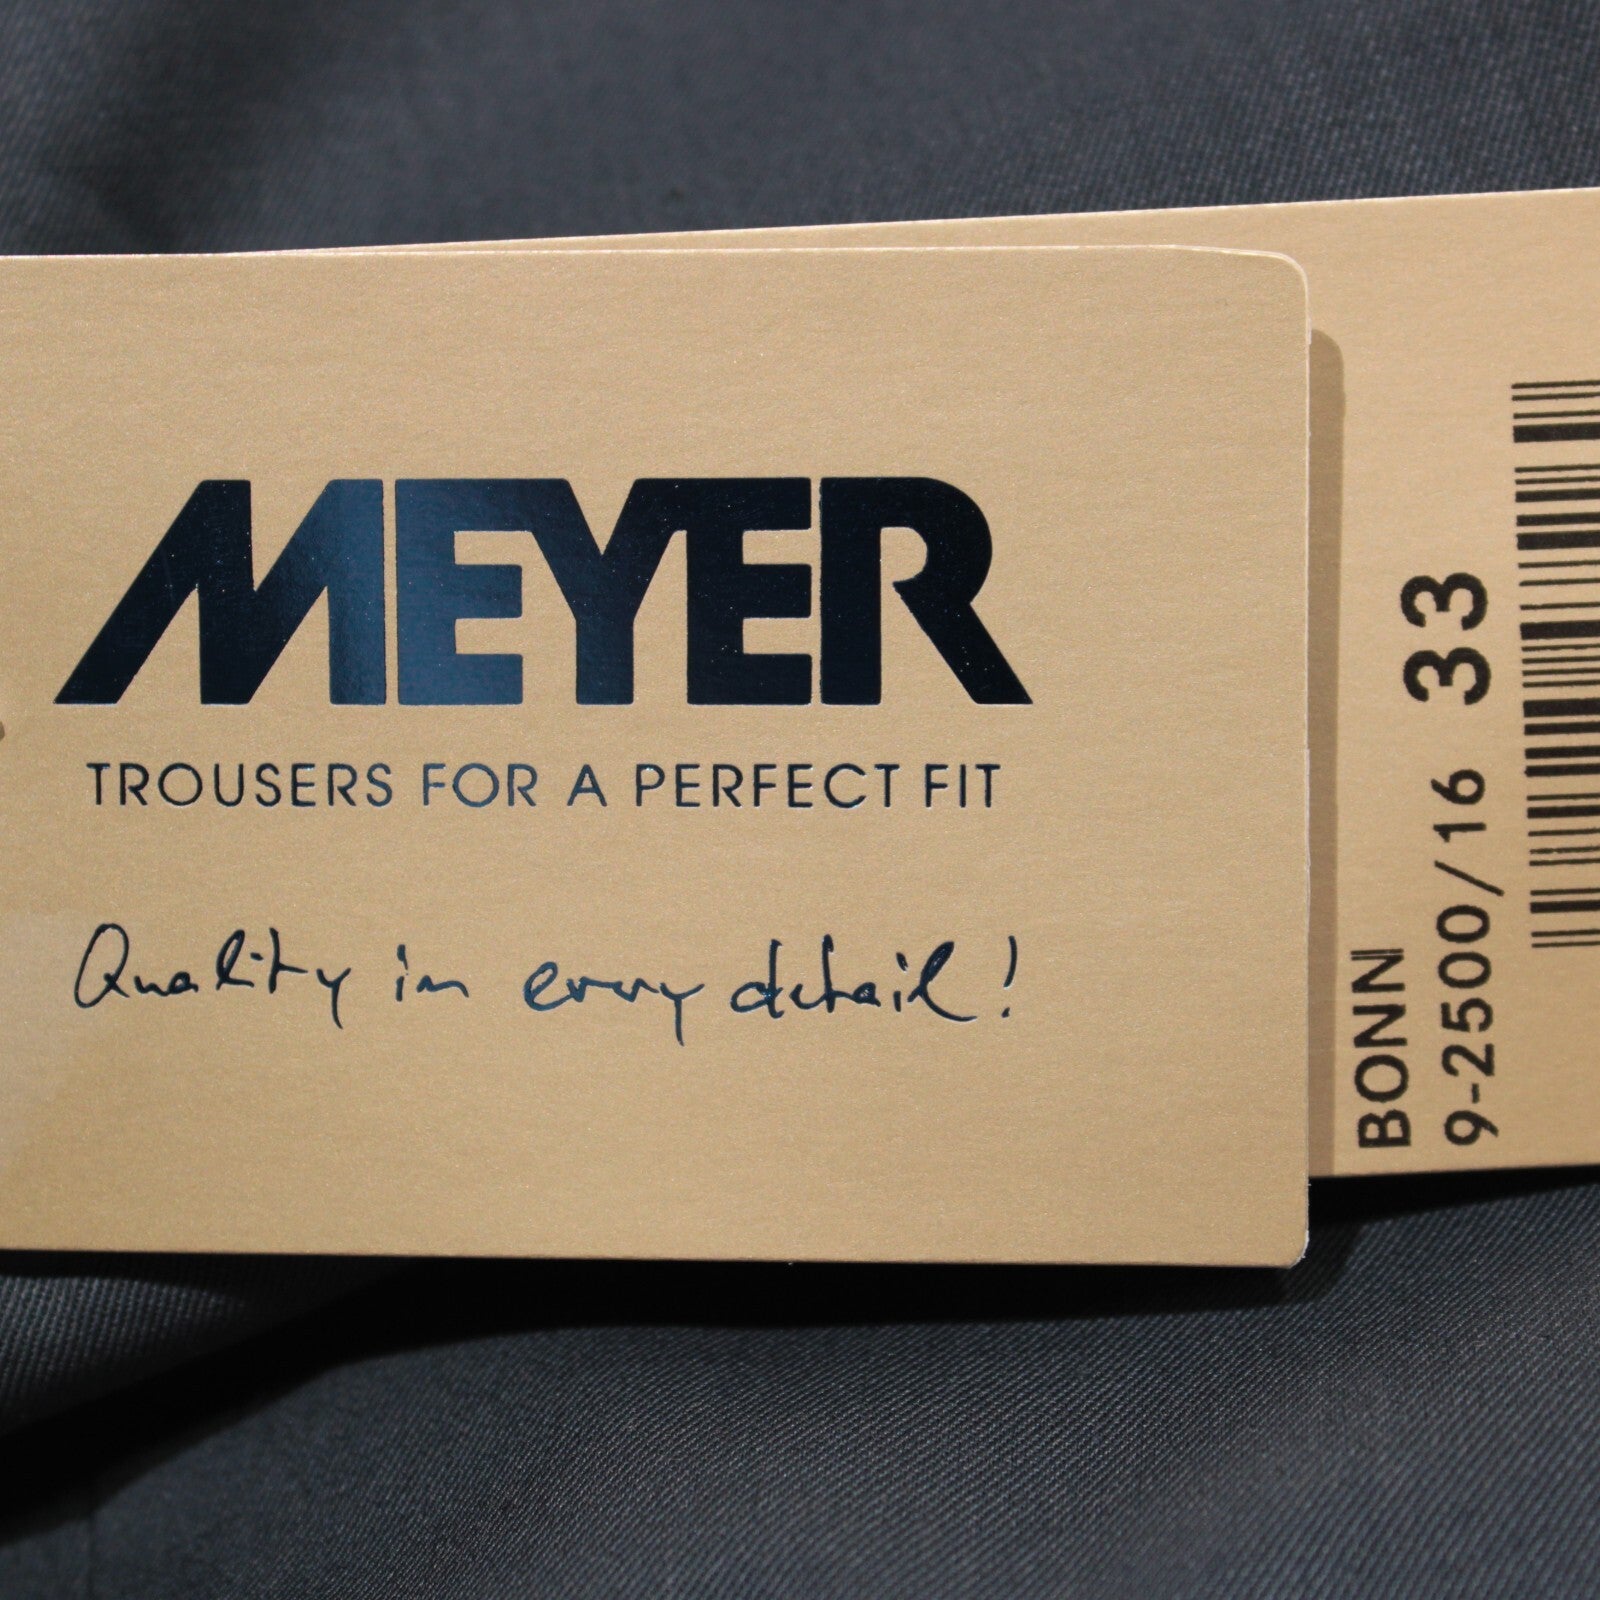 MEYER
TROUSERS FOR A PERFECT FIT
Quality in every detail!
BONN
9-2500/16 33